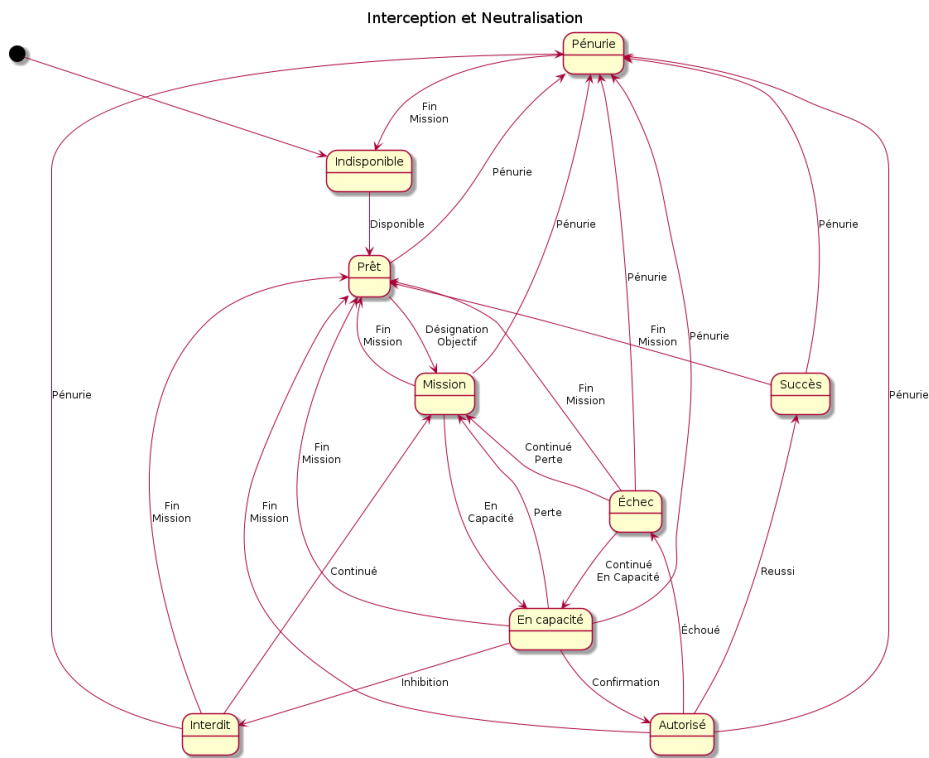 Interception et Neutralisation
Pénurie
Fin
Mission
Indisponible
Pénurie
Disponible
Pénurie
Pénurie
Prêt
Pénurie
Fin
Mission
Désignation
Objectif
Fin
Mission
Pénurie
Mission
Succès
Pénurie
Fin
Mission
Pénurie
Fin
Mission
Continué
Perte
Échec
Fin
Mission
Fin
Mission
En
Capacité
Perte
Continué
Continué
En Capacité
Reussi
En capacité
Échoué
Inhibition
Confirmation
Interdit
Autorisé